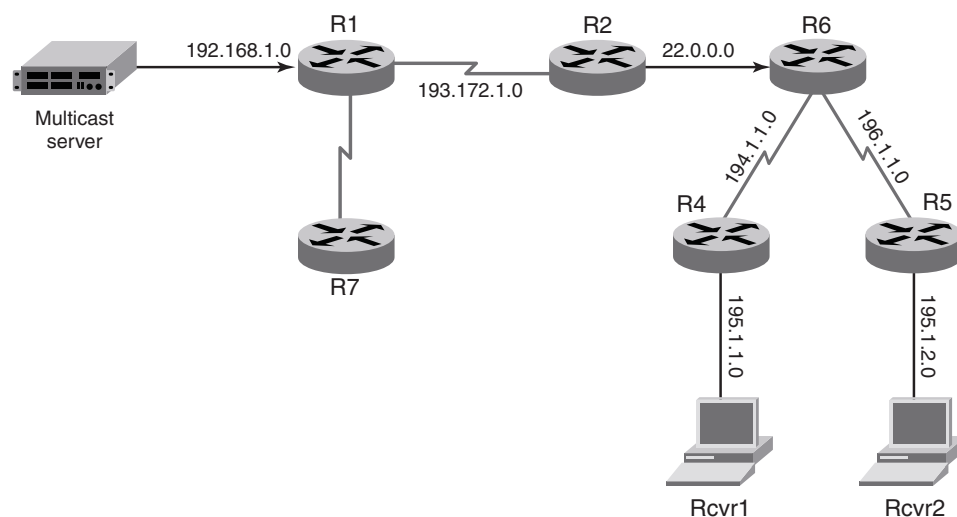 R1
R2
R6
192.168.1.0
22.0.0.0
193.172.1.0
Multicast
server
194.1.1.0
196.1.1.0
R4
R5
R7
195.1.1.0
195.1.2.0
Rcvr1
Rcvr2